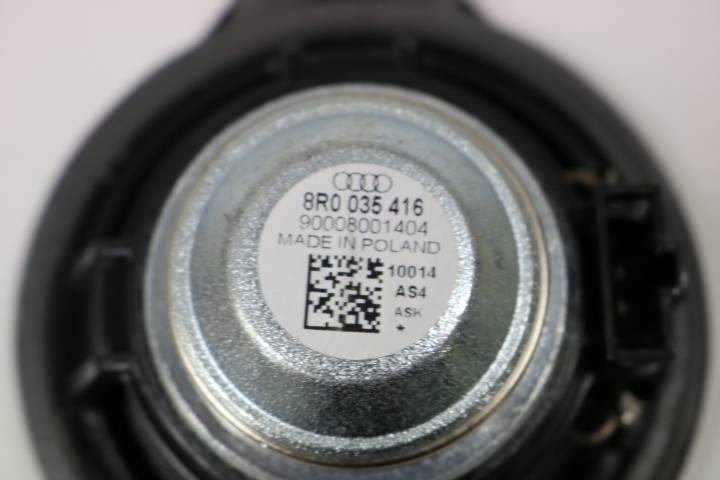 8R0 035 416
90008001404
MADE IN POLAND
10014
AS4
ASK
*